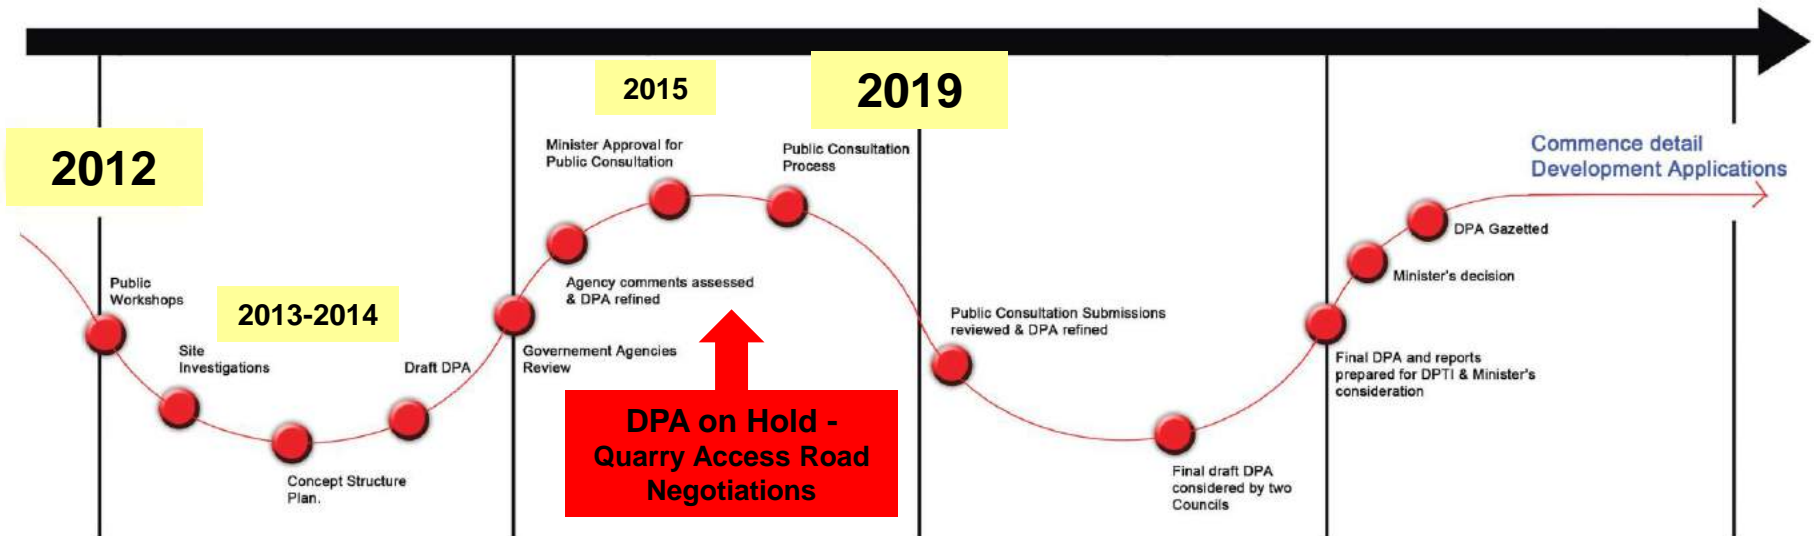 2012
Public
Workshops
Site
Investigations
2013-2014
Concept Structure
Plan.
Draft DPA
Governement Agencies
Review
Agency comments assessed
& DPA refined
2015
Minister Approval for
Public Consultation
DPA on Hold -
Quarry Access Road
Negotiations
Public Consultation
Process
2019
Public Consultation Submissions
reviewed & DPA refined
Final draft DPA
considered by two
Councils
Final DPA and reports
prepared for DPTI & Minister's
consideration
Minister's decision
DPA Gazetted
Commence detail
Development Applications